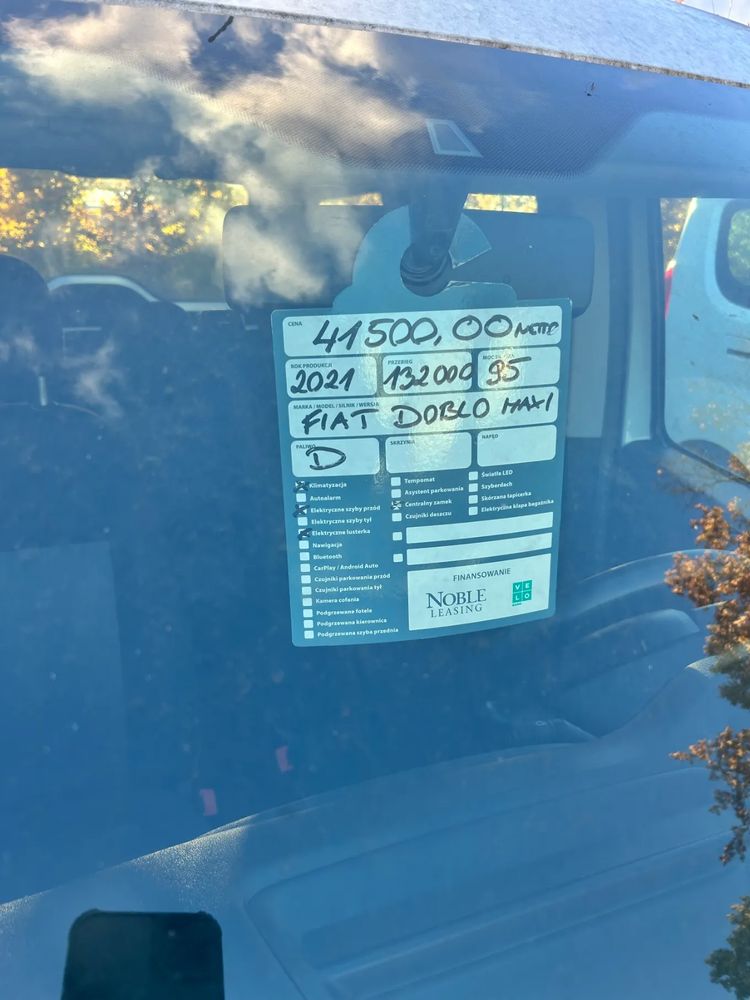 CENA
41500,00 NETTO
ROK PRODUKCJI PRZEBIEG
2021 132000 95
MARKA / MODEL / SILNIK / WERSJA
FIAT DOBLO MAXI
PALIWO SKRZYNIA NAPĘD
D
Klimatyzacja Tempomat Światła LED
Autoalarm Asystent parkowania Szyberdach
Elektryczne szyby przód Centralny zamek Skórzana tapicerka
Elektryczne szyby tył Czujniki deszczu Elektryczna klapa bagażnika
Elektryczne lusterka
Nawigacja
Bluetooth
CarPlay / Android Auto
Czujniki parkowania przód
Czujniki parkowania tył
Kamera cofania
Podgrzewane fotele
Podgrzewana kierownica
Podgrzewana szyba przednia
FINANSOWANIE
NOBLE
LEASING
VE
LO